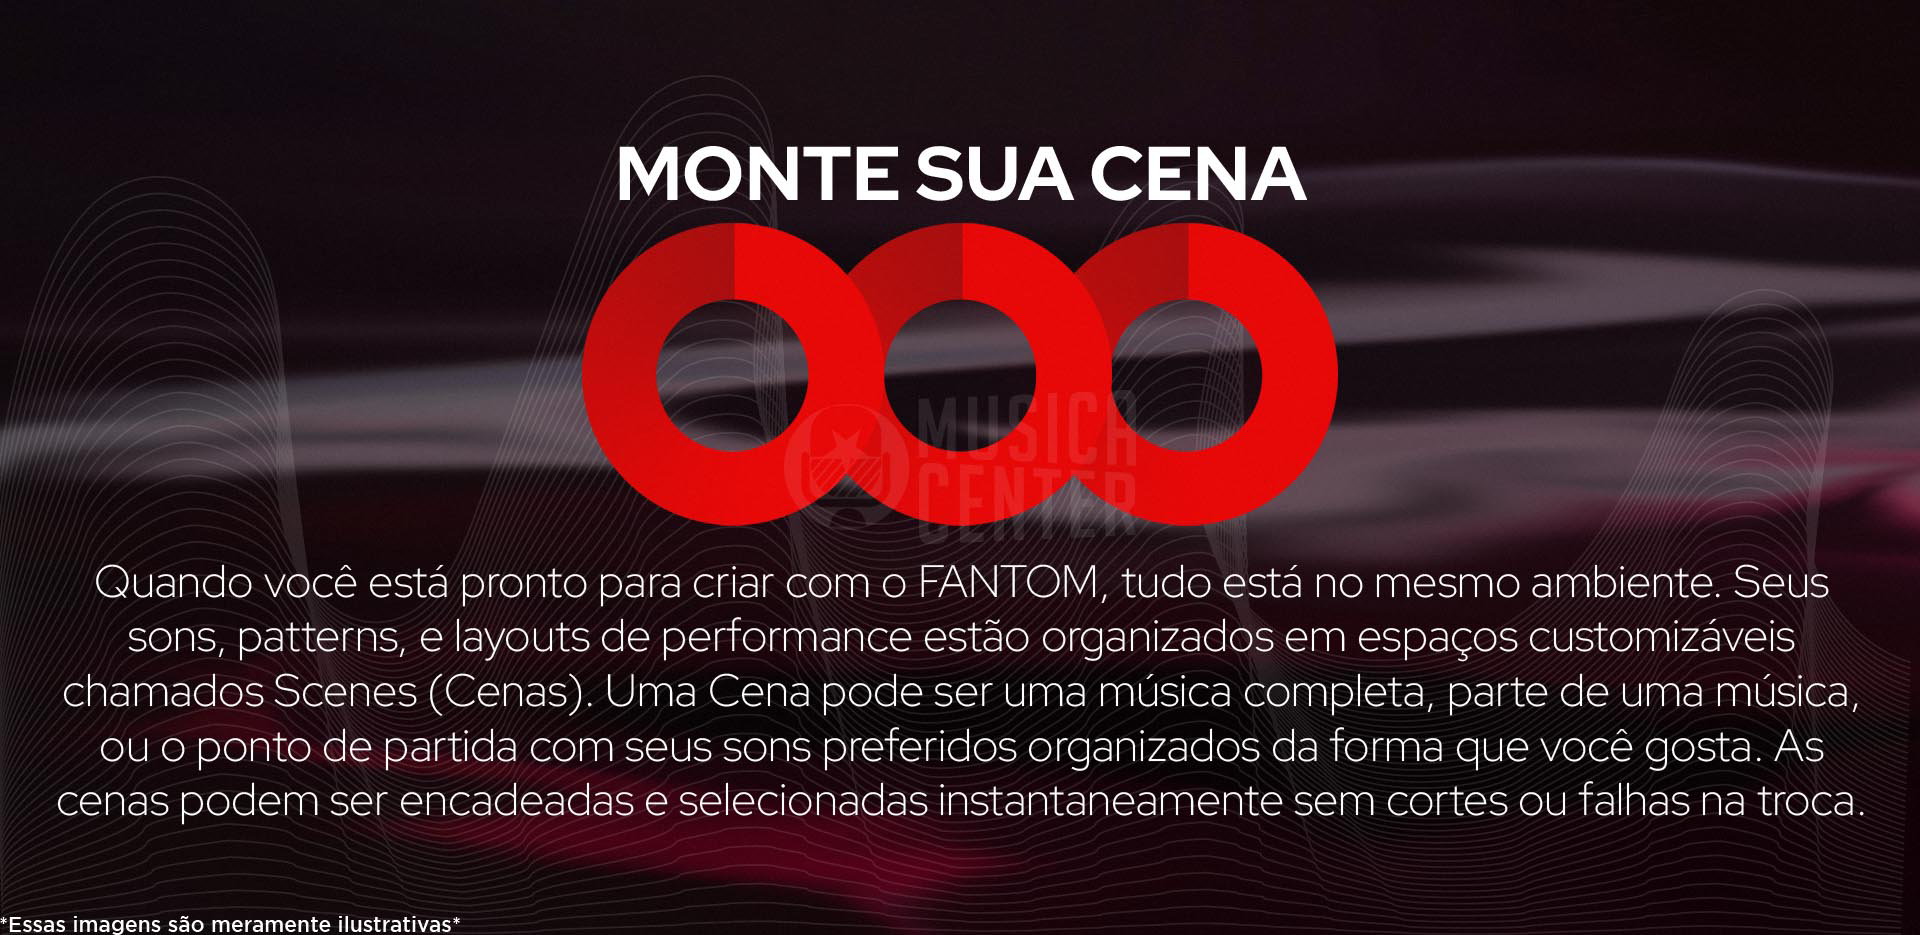 MONTE SUA CENA
MUSICA
CENTER
Quando você está pronto para criar com o FANTOM, tudo está no mesmo ambiente. Seus
sons, patterns, e layouts de performance estão organizados em espaços customizáveis
chamados Scenes (Cenas). Uma Cena pode ser uma música completa, parte de uma música,
ou o ponto de partida com seus sons preferidos organizados da forma que você gosta. As
cenas podem ser encadeadas e selecionadas instantaneamente sem cortes ou falhas na troca.
*Essas imagens são meramente ilustrativas*